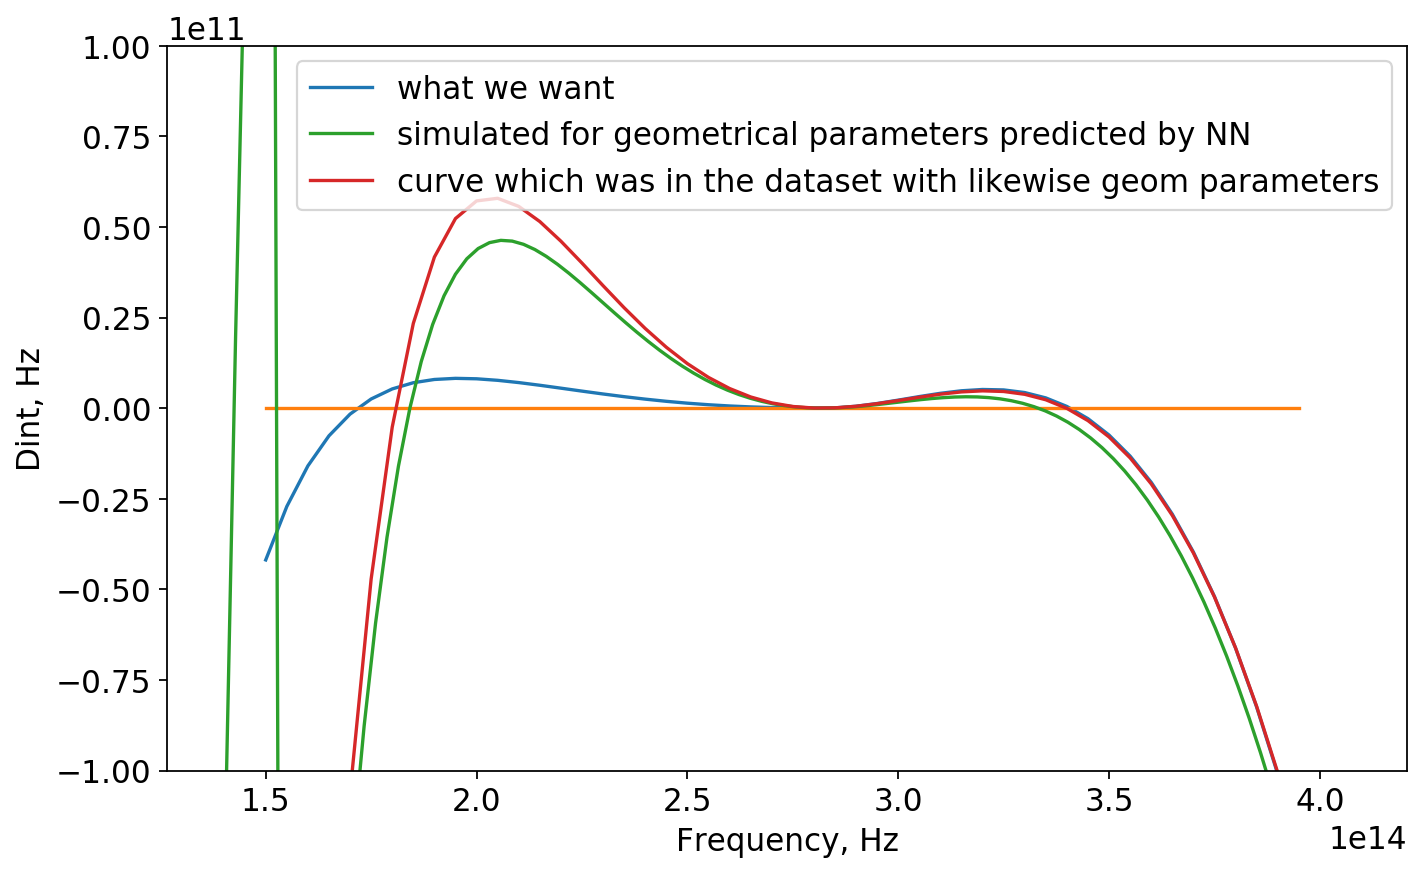 1e11
1.00
0.75
0.50
0.25
0.00
−0.25
−0.50
−0.75
−1.00
Dint, Hz
what we want
simulated for geometrical parameters predicted by NN
curve which was in the dataset with likewise geom parameters
1.5 2.0 2.5 3.0 3.5 4.0
Frequency, Hz
1e14